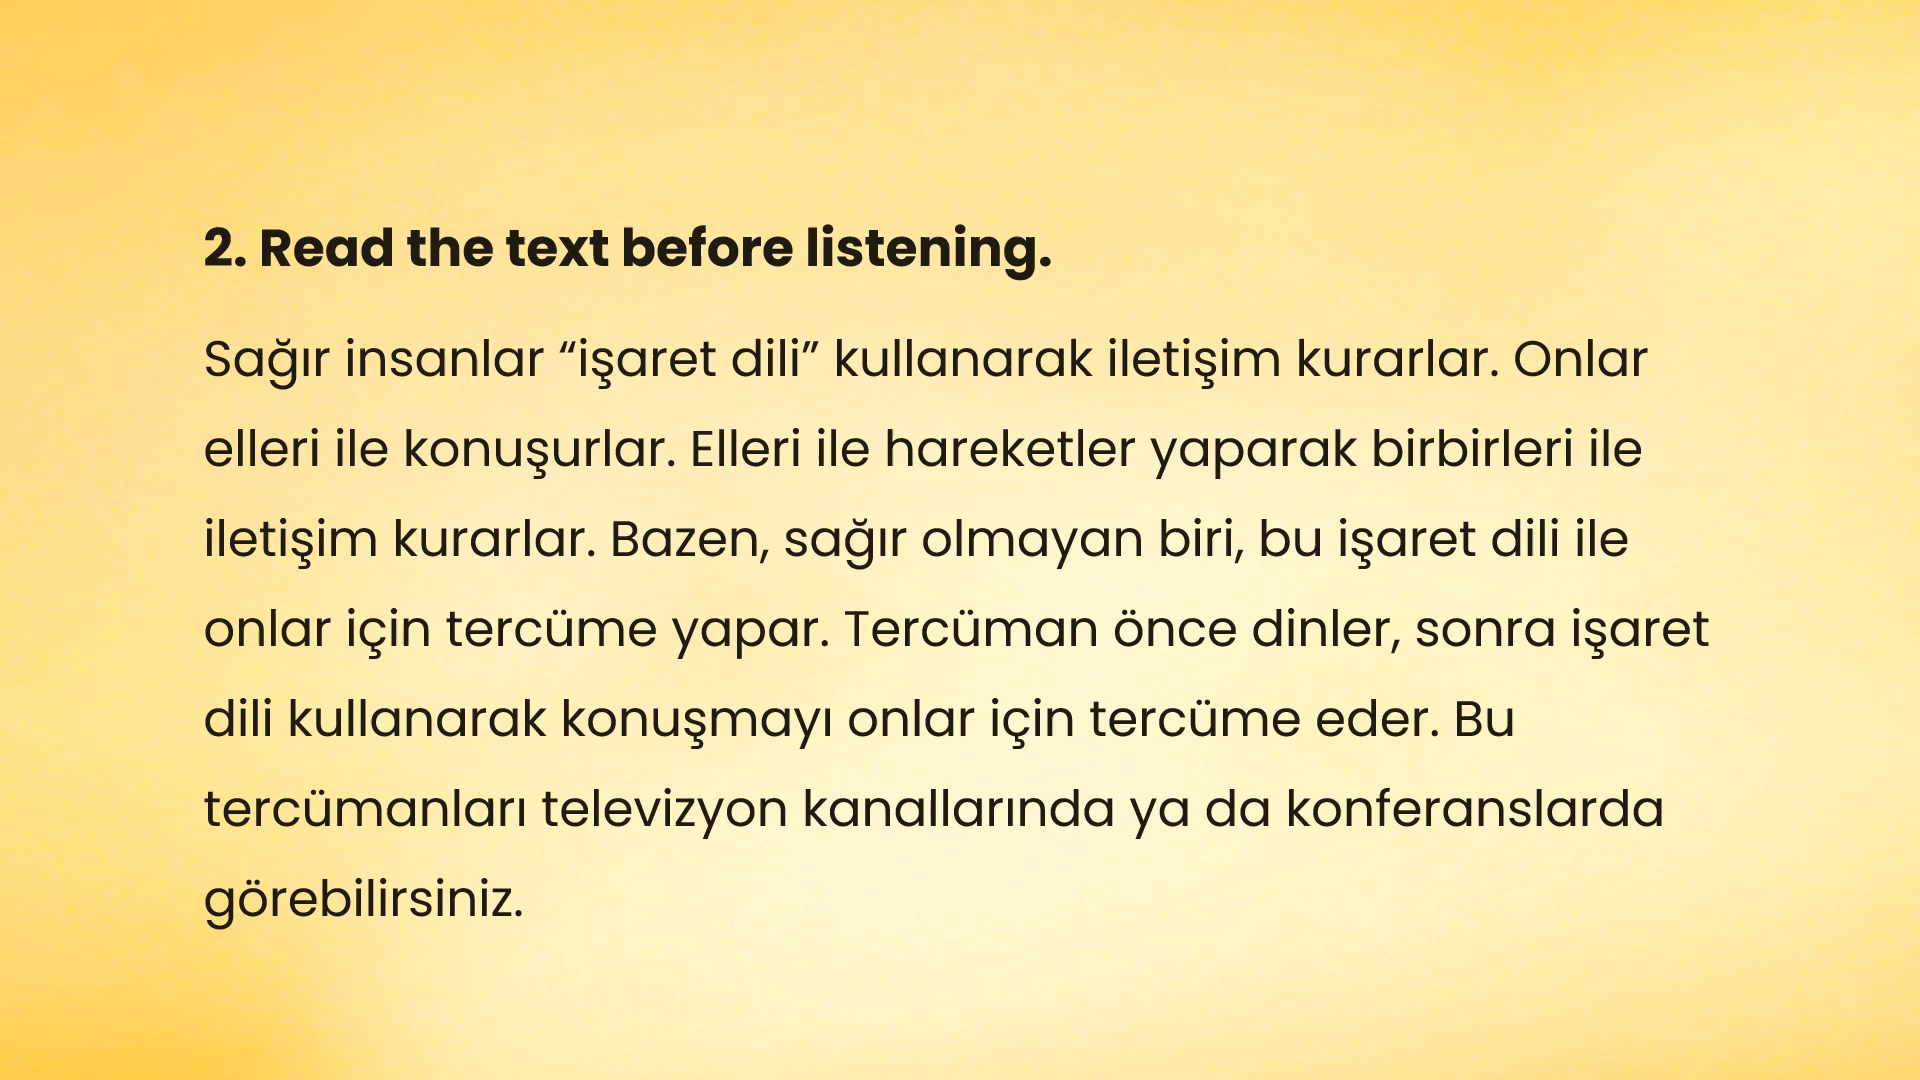 2. Read the text before listening.
Sağır insanlar “işaret dili” kullanarak iletişim kurarlar. Onlar
elleri ile konuşurlar. Elleri ile hareketler yaparak birbirleri ile
iletişim kurarlar. Bazen, sağır olmayan biri, bu işaret dili ile
onlar için tercüme yapar. Tercüman önce dinler, sonra işaret
dili kullanarak konuşmayı onlar için tercüme eder. Bu
tercümanları televizyon kanallarında ya da konferanslarda
görebilirsiniz.